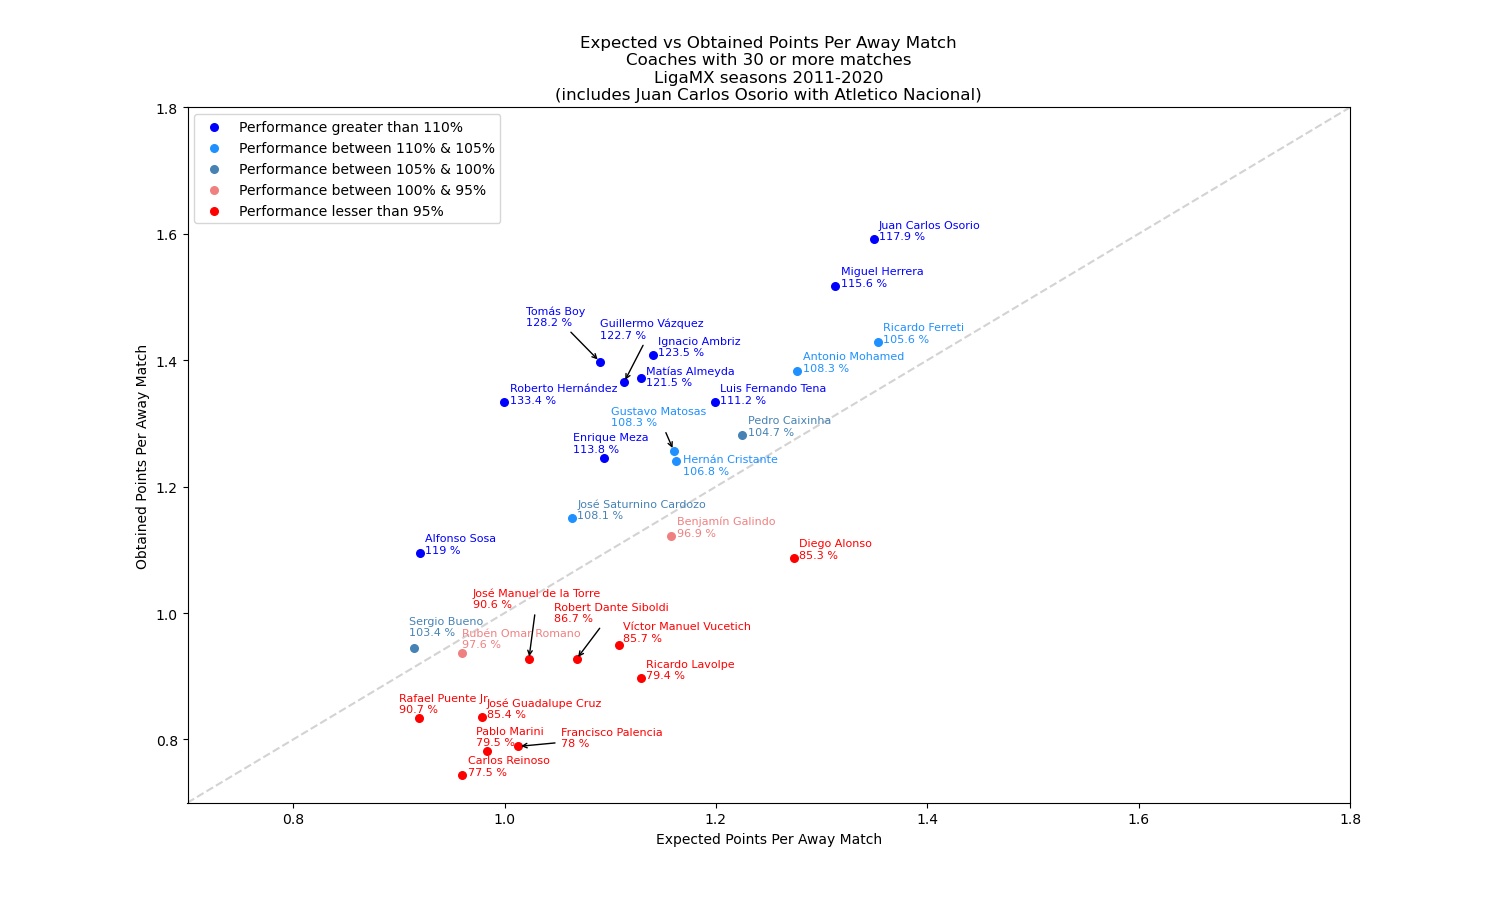 Expected vs Obtained Points Per Away Match
Coaches with 30 or more matches
LigaMX seasons 2011-2020
(includes Juan Carlos Osorio with Atletico Nacional)
Performance greater than 110%
Performance between 110% & 105%
Performance between 105% & 100%
Performance between 100% & 95%
Performance lesser than 95%
Juan Carlos Osorio
117.9 %
Miguel Herrera
115.6 %
Tomás Boy
128.2 %
Guillermo Vázquez
122.7 %
Ignacio Ambriz
123.5 %
Ricardo Ferreti
105.6 %
Antonio Mohamed
108.3 %
Matías Almeyda
121.5 %
Roberto Hernández
133.4 %
Luis Fernando Tena
111.2 %
Gustavo Matosas
108.3 %
Pedro Caixinha
104.7 %
Enrique Meza
113.8 %
Hernán Cristante
106.8 %
José Saturnino Cardozo
108.1 %
Benjamín Galindo
96.9 %
Alfonso Sosa
119 %
Diego Alonso
85.3 %
José Manuel de la Torre
90.6 %
Robert Dante Siboldi
86.7 %
Sergio Bueno
103.4 %
Rubén Omar Romano
97.6 %
Víctor Manuel Vucetich
85.7 %
Ricardo Lavolpe
79.4 %
Rafael Puente Jr
90.7 %
José Guadalupe Cruz
85.4 %
Pablo Marini
79.5 %
Francisco Palencia
78 %
Carlos Reinoso
77.5 %
Obtained Points Per Away Match
1.8
1.6
1.4
1.2
1.0
0.8
0.8
1.0
1.2
1.4
1.6
1.8
Expected Points Per Away Match